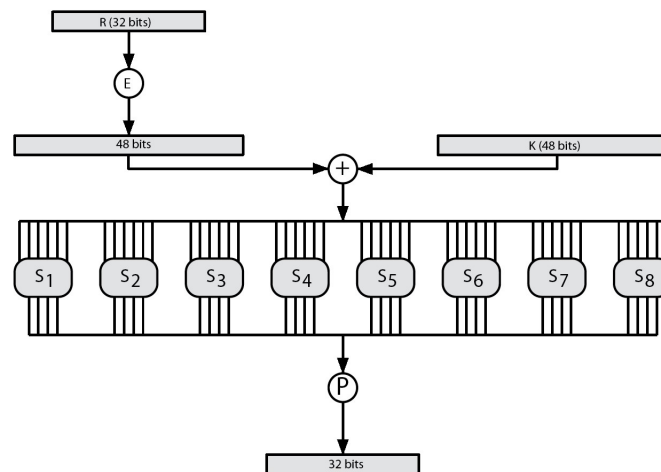 R (32 bits)
E
48 bits
K (48 bits)
+
S1 S2 S3 S4 S5 S6 S7 S8
P
32 bits